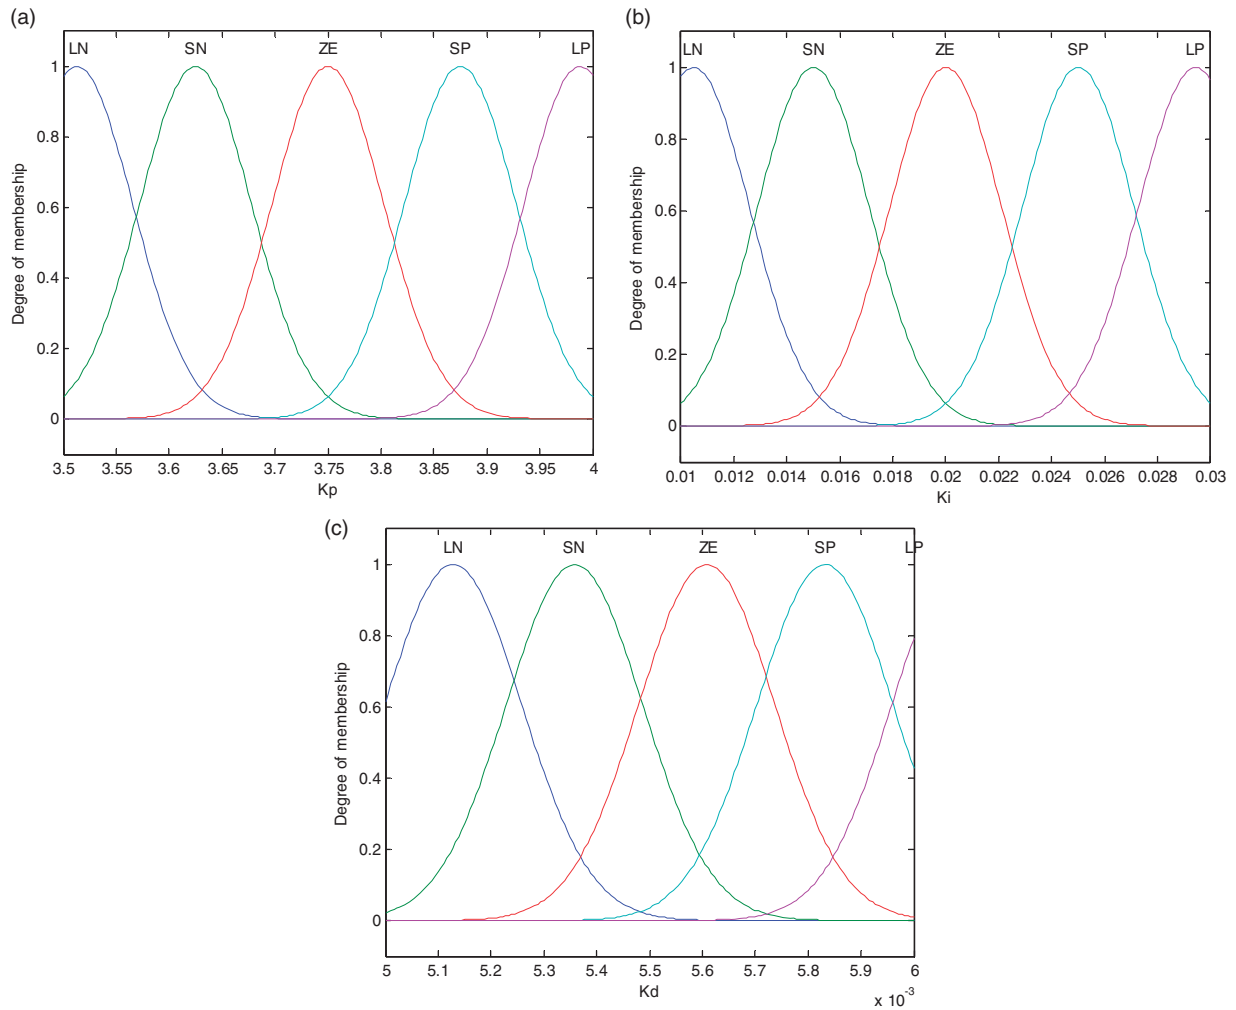 (a)
LN SN ZE SP LP
1
0.8
0.6
0.4
0.2
0
Degree of membership
3.5 3.55 3.6 3.65 3.7 3.75 3.8 3.85 3.9 3.95 4
Kp
(b)
LN SN ZE SP LP
1
0.8
0.6
0.4
0.2
0
Degree of membership
0.01 0.012 0.014 0.016 0.018 0.02 0.022 0.024 0.026 0.028 0.03
Ki
(c)
LN SN ZE SP LP
1
0.8
0.6
0.4
0.2
0
Degree of membership
5 5.1 5.2 5.3 5.4 5.5 5.6 5.7 5.8 5.9 6
Kd
x 10-3